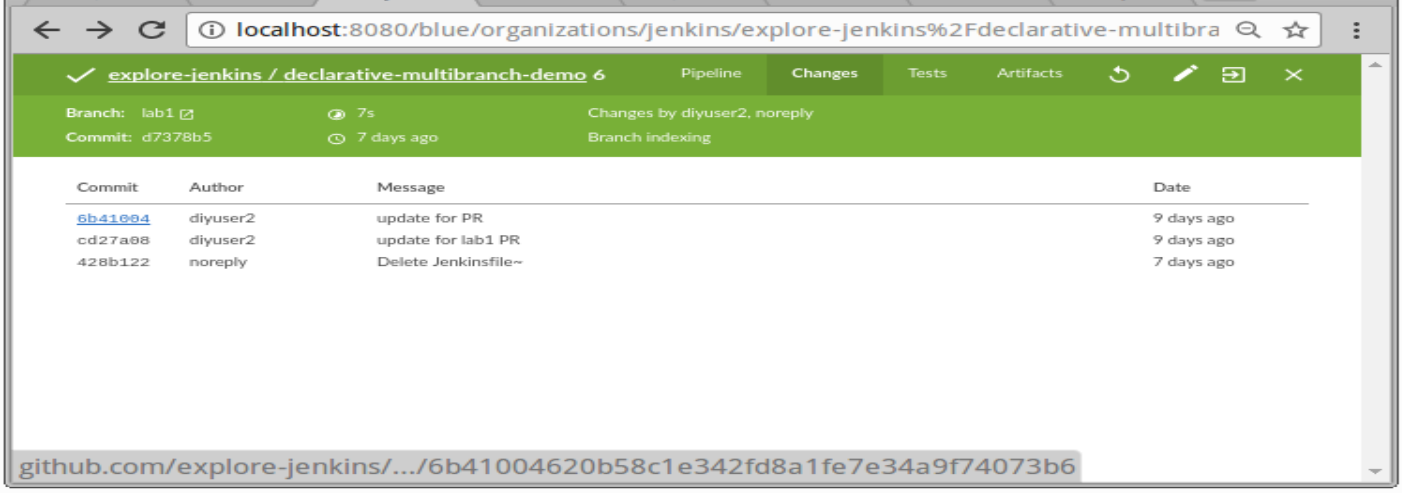 localhost:8080/blue/organizations/jenkins/explore-jenkins%2Fdeclarative-multibra
explore-jenkins / declarative-multibranch-demo 6 Pipeline Changes Tests Artifacts
Branch: lab1 7s Changes by diyuser2, noreply
Commit: d7378b5 7 days ago Branch indexing
Commit Author Message Date
6b41004 diyuser2 update for PR 9 days ago
cd27a08 diyuser2 update for lab1 PR 9 days ago
428b122 noreply Delete Jenkinsfile~ 7 days ago
github.com/explore-jenkins/.../6b41004620b58c1e342fd8a1fe7e34a9f74073b6